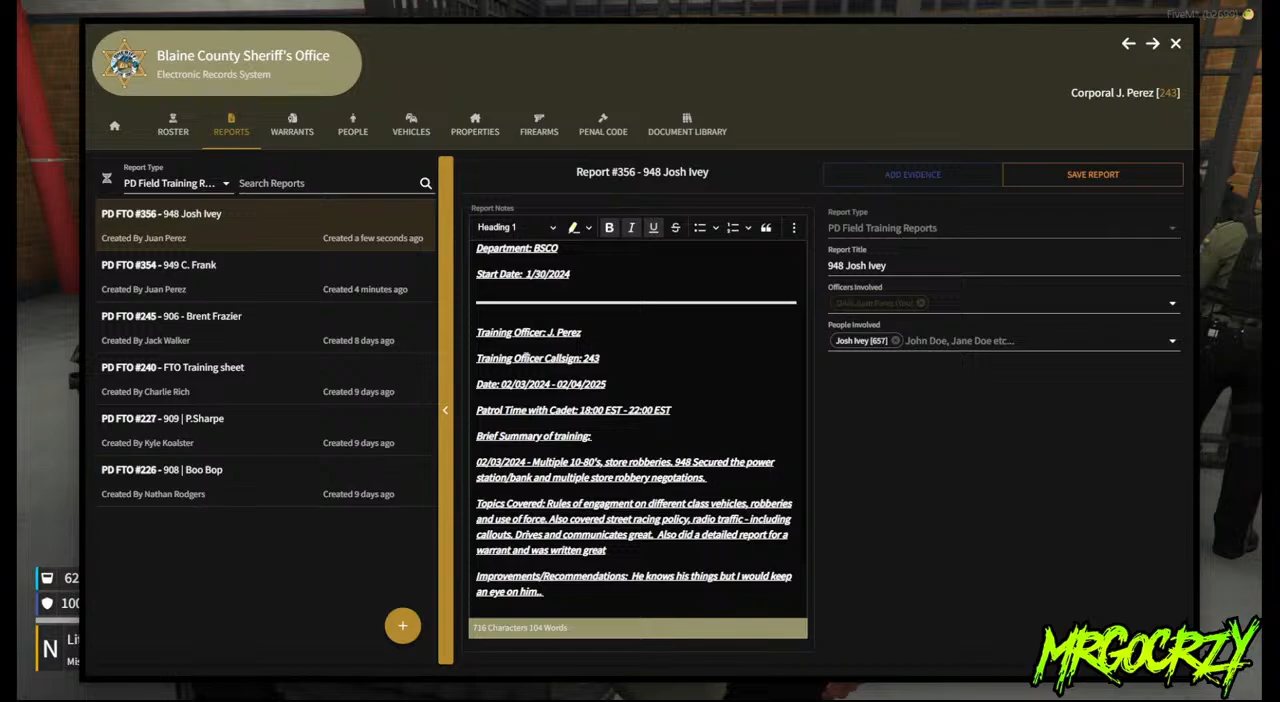 FiveM® (b2699)
Blaine County Sheriff's Office
Electronic Records System
Corporal J. Perez [243]
ROSTER
REPORTS
WARRANTS
PEOPLE
VEHICLES
PROPERTIES
FIREARMS
PENAL CODE
DOCUMENT LIBRARY
Report Type
PD Field Training R...
Search Reports
PD FTO #356 - 948 Josh Ivey
Created By Juan Perez
Created a few seconds ago
PD FTO #354 - 949 C. Frank
Created By Juan Perez
Created 4 minutes ago
PD FTO #245 - 906 - Brent Frazier
Created By Jack Walker
Created 8 days ago
PD FTO #240 - FTO Training sheet
Created By Charlie Rich
Created 9 days ago
PD FTO #227 - 909 | P.Sharpe
Created By Kyle Koalster
Created 9 days ago
PD FTO #226 - 908 | Boo Bop
Created By Nathan Rodgers
Created 9 days ago
Report #356 - 948 Josh Ivey
ADD EVIDENCE
SAVE REPORT
Report Notes
Heading 1
B I U S
Department: BSCO
Start Date: 1/30/2024
Training Officer: J. Perez
Training Officer Callsign: 243
Date: 02/03/2024 - 02/04/2025
Patrol Time with Cadet: 18:00 EST - 22:00 EST
Brief Summary of training:
02/03/2024 - Multiple 10-80's, store robberies. 948 Secured the power
station/bank and multiple store robbery negotations.
Topics Covered: Rules of engagment on different class vehicles, robberies
and use of force. Also covered street racing policy, radio traffic - including
callouts. Drives and communicates great. Also did a detailed report for a
warrant and was written great
Improvements/Recommendations: He knows his things but I would keep
an eye on him..
716 Characters 104 Words
Report Type
PD Field Training Reports
Report Title
948 Josh Ivey
Officers Involved
Juan Perez (You)
People Involved
Josh Ivey [657]
John Doe, Jane Doe etc...
62
100
N
Li
Mis
MRGOCRZY